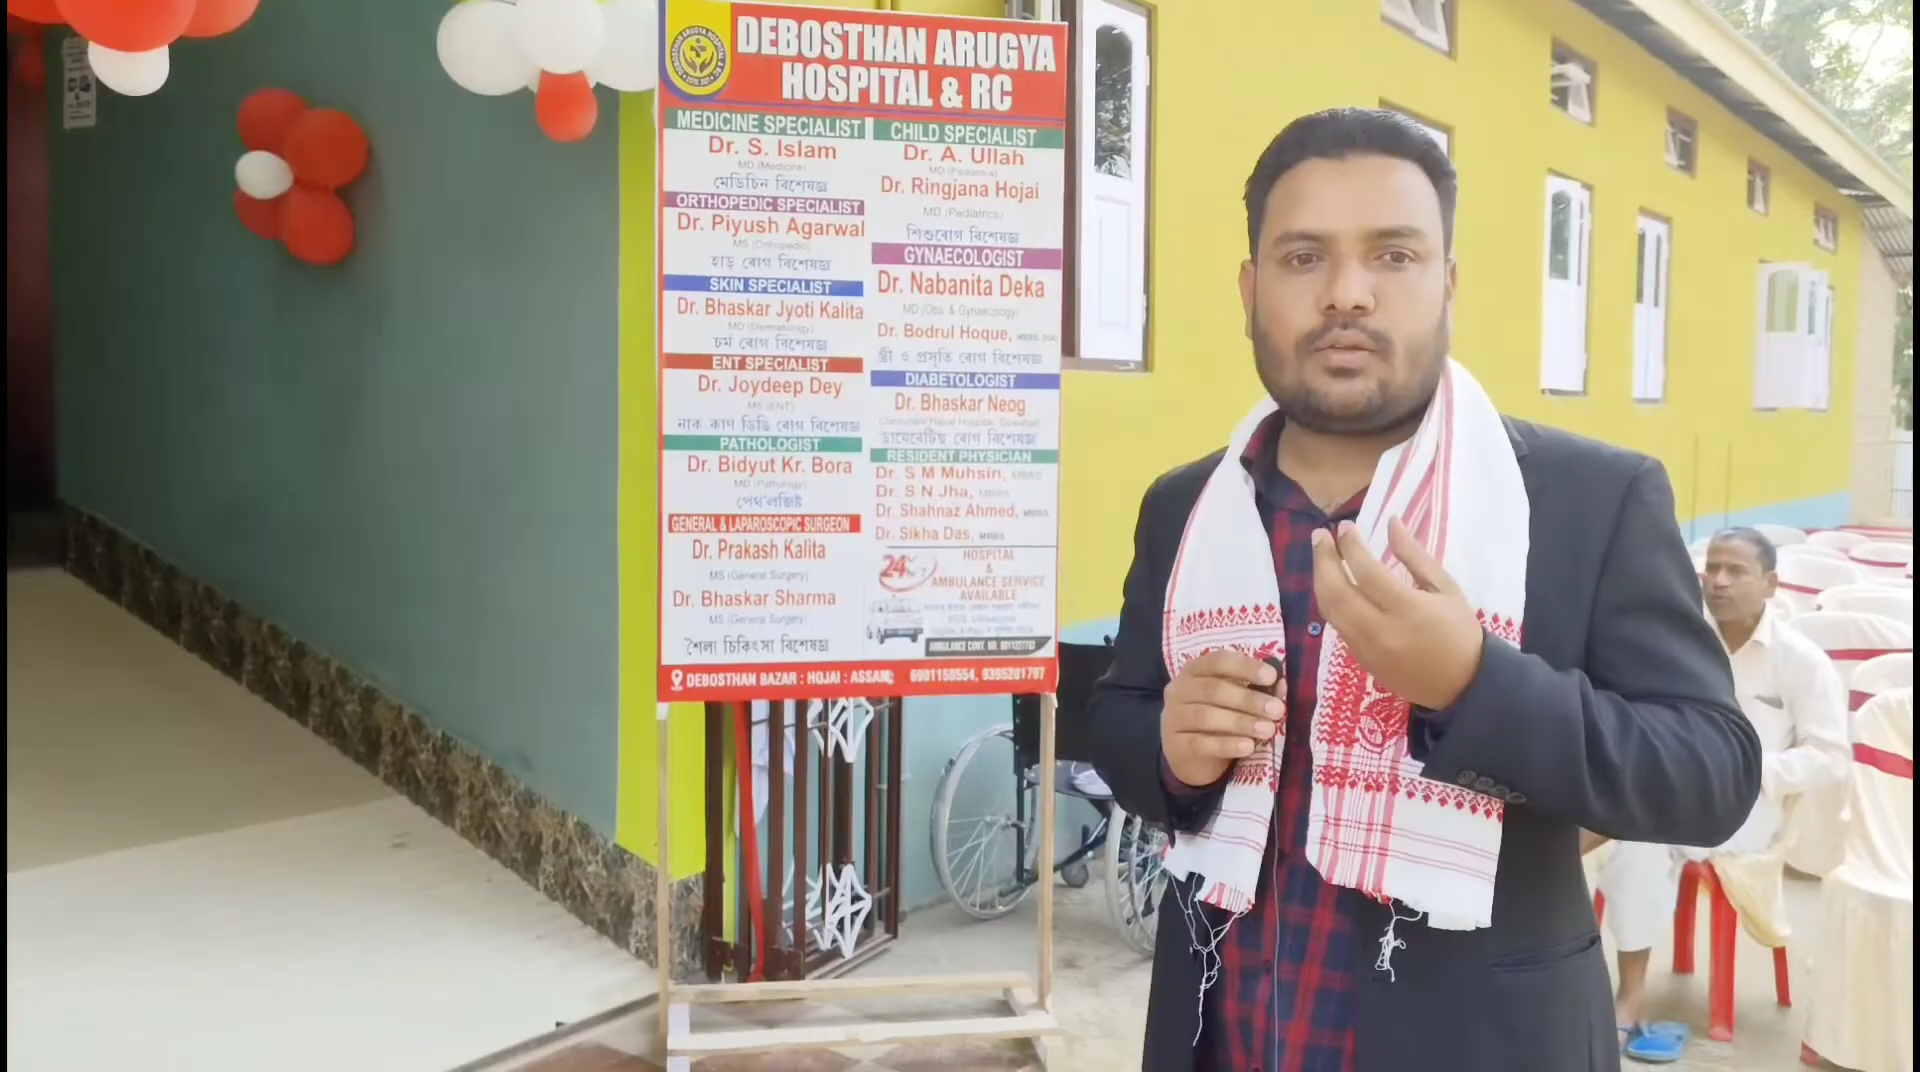 DEBOSTHAN ARUGYA
HOSPITAL & RC
MEDICINE SPECIALIST
Dr. S. Islam
MD (Medicine)
মেডিচিন বিশেষজ্ঞ
ORTHOPEDIC SPECIALIST
Dr. Piyush Agarwal
MS (Orthopedic)
হাড় ৰোগ বিশেষজ্ঞ
SKIN SPECIALIST
Dr. Bhaskar Jyoti Kalita
MD (Dermatology)
চৰ্ম ৰোগ বিশেষজ্ঞ
ENT SPECIALIST
Dr. Joydeep Dey
MS (ENT)
নাক কাণ ডিঙি ৰোগ বিশেষজ্ঞ
PATHOLOGIST
Dr. Bidyut Kr. Bora
MD (Pathology)
পেথ'লজিষ্ট
GENERAL & LAPAROSCOPIC SURGEON
Dr. Prakash Kalita
MS (General Surgery)
Dr. Bhaskar Sharma
MS (General Surgery)
শৈল্য চিকিৎসা বিশেষজ্ঞ
CHILD SPECIALIST
Dr. A. Ullah
MD (Pediatrics)
Dr. Ringjana Hojai
MD (Pediatrics)
শিশুৰোগ বিশেষজ্ঞ
GYNAECOLOGIST
Dr. Nabanita Deka
MD (Obs. & Gynaecology)
Dr. Bodrul Hoque, MBBS, DGO
স্ত্ৰী ও প্ৰসূতি ৰোগ বিশেষজ্ঞ
DIABETOLOGIST
Dr. Bhaskar Neog
ডায়েবেটিছ ৰোগ বিশেষজ্ঞ
RESIDENT PHYSICIAN
Dr. S M Muhsin, MBBS
Dr. S N Jha, MBBS
Dr. Shahnaz Ahmed, MBBS
Dr. Sikha Das, MBBS
24
HOSPITAL
&
AMBULANCE SERVICE
AVAILABLE
DEBOSTHAN BAZAR : HOJAI : ASSAM